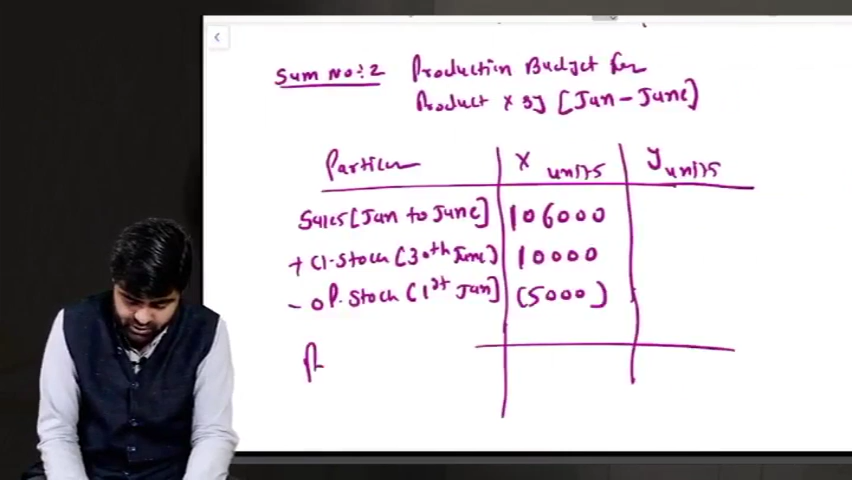 Sum No: 2 Production Budget for
Product x & y [Jan - June]
Particulars X units Y units
Sales [Jan to June] 106000
+ Cl. Stock (30th June) 10000
- OP. Stock (1st Jan] (5000)